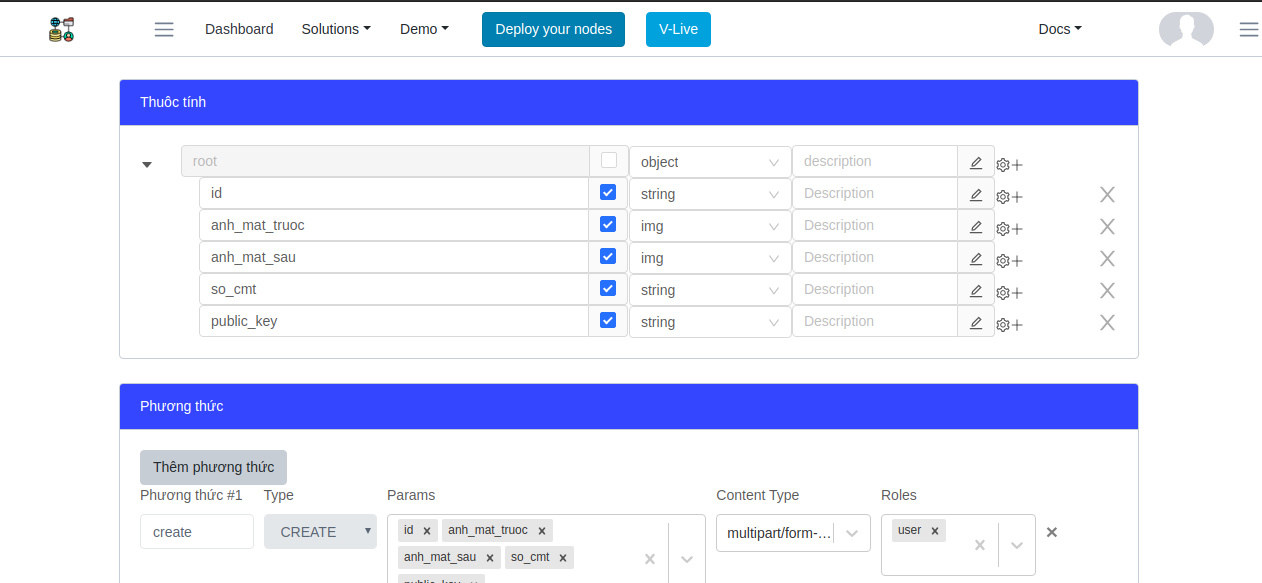 Dashboard Solutions Demo Deploy your nodes V-Live Docs
Thuôc tính
root object description
id string Description
anh_mat_truoc img Description
anh_mat_sau img Description
so_cmt string Description
public_key string Description
Phương thức
Thêm phương thức
Phương thức #1 Type Params Content Type Roles
create CREATE id anh_mat_truoc multipart/form-... user
anh_mat_sau so_cmt
public_key